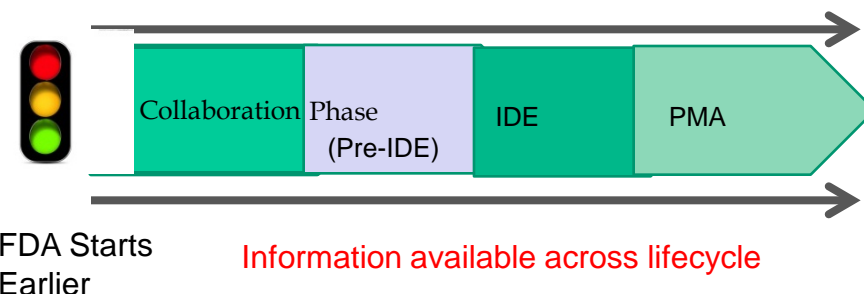 Collaboration Phase
(Pre-IDE)
IDE
PMA
FDA Starts
Earlier
Information available across lifecycle